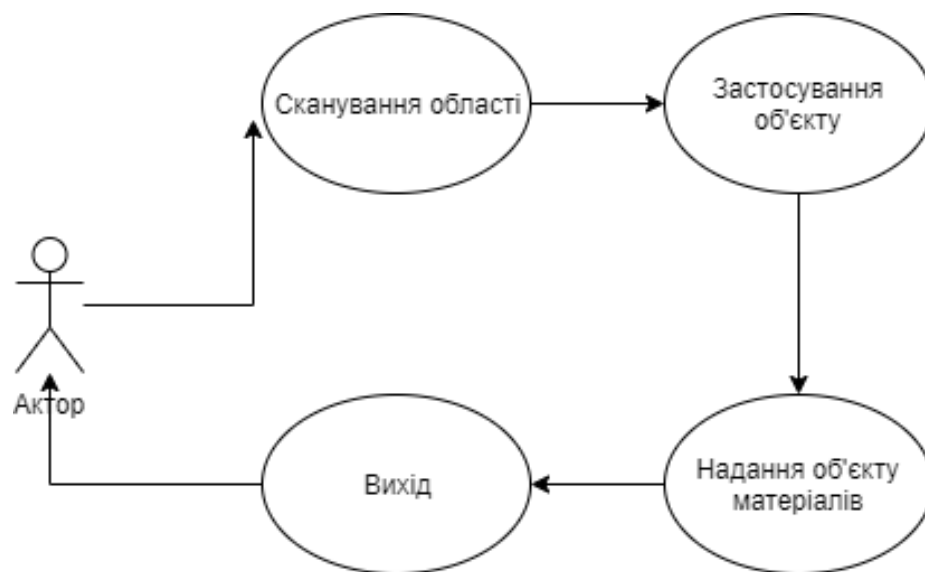 Сканування області
Застосування
об'єкту
Актор
Вихід
Надання об'єкту
матеріалів